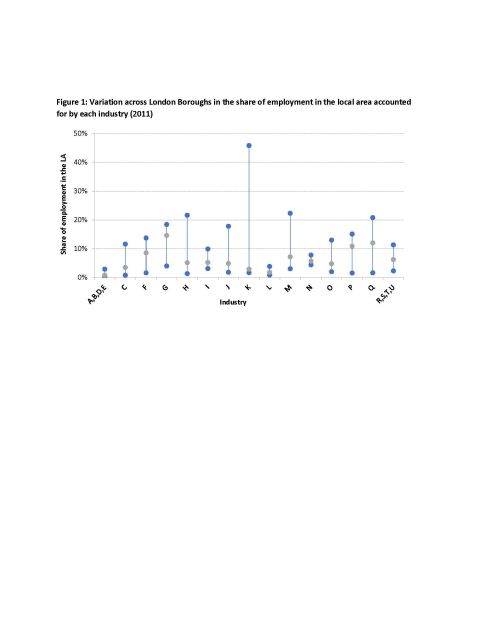 Figure 1: Variation across London Boroughs in the share of employment in the local area accounted
for by each industry (2011)
Share of employment in the LA
50%
40%
30%
20%
10%
0%
A,B,D,E
C
F
G
H
I
J
K
L
M
N
O
P
Q
R,S,T,U
Industry